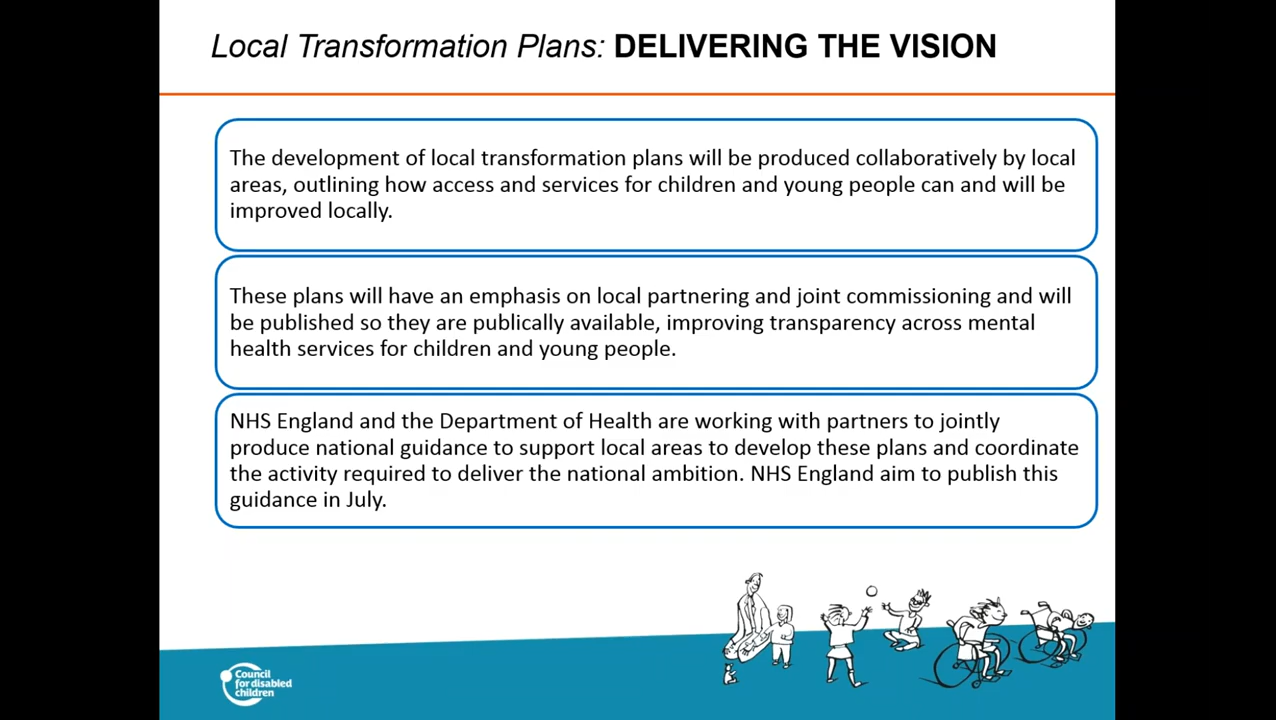 Local Transformation Plans: DELIVERING THE VISION
The development of local transformation plans will be produced collaboratively by local
areas, outlining how access and services for children and young people can and will be
improved locally.
These plans will have an emphasis on local partnering and joint commissioning and will
be published so they are publically available, improving transparency across mental
health services for children and young people.
NHS England and the Department of Health are working with partners to jointly
produce national guidance to support local areas to develop these plans and coordinate
the activity required to deliver the national ambition. NHS England aim to publish this
guidance in July.
Council
for disabled
children